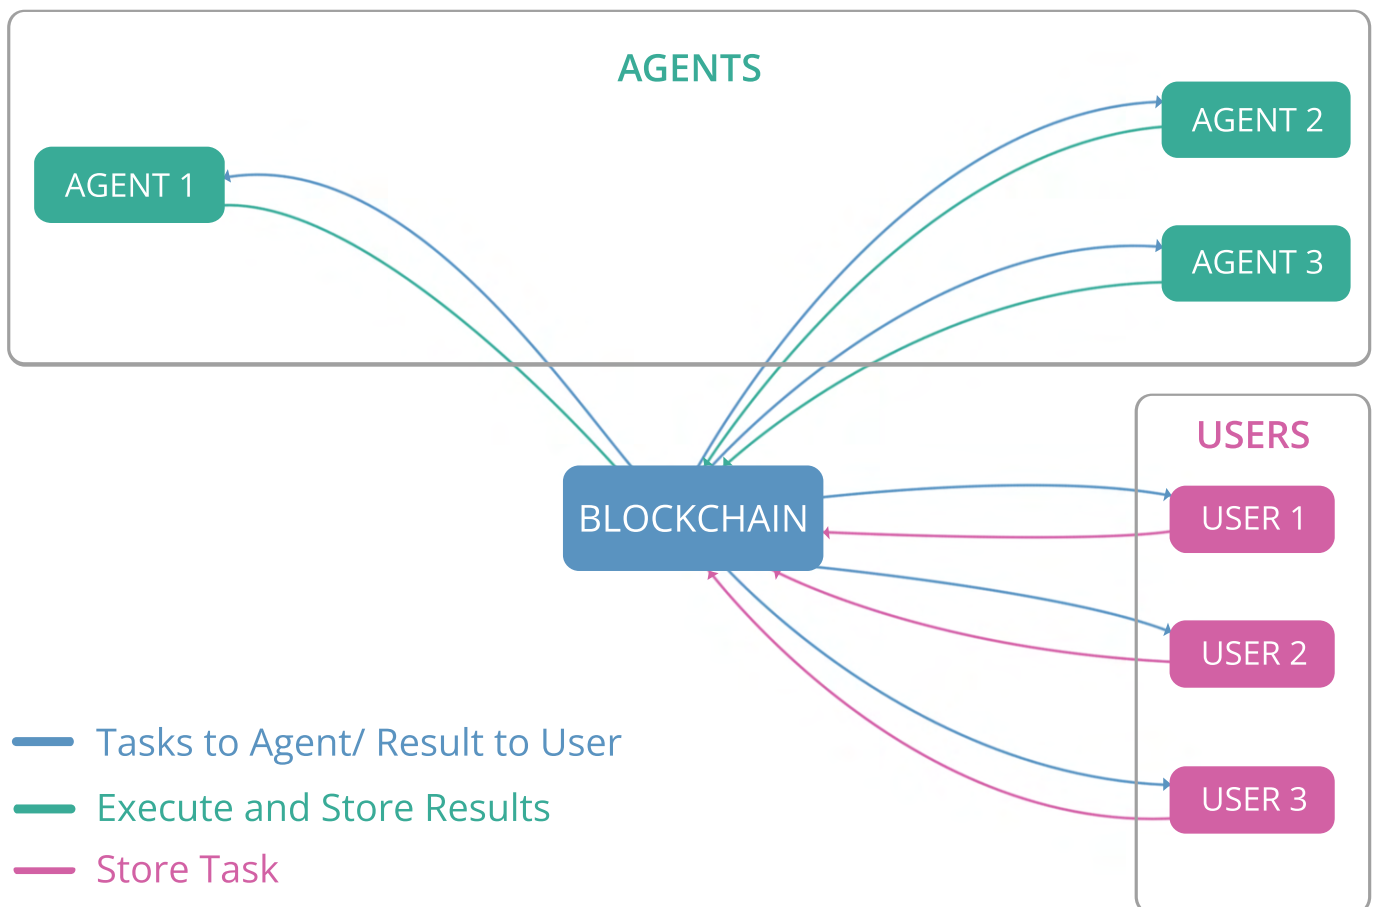 AGENTS
AGENT 1
AGENT 2
AGENT 3
BLOCKCHAIN
USERS
USER 1
USER 2
USER 3
Tasks to Agent/ Result to User
Execute and Store Results
Store Task